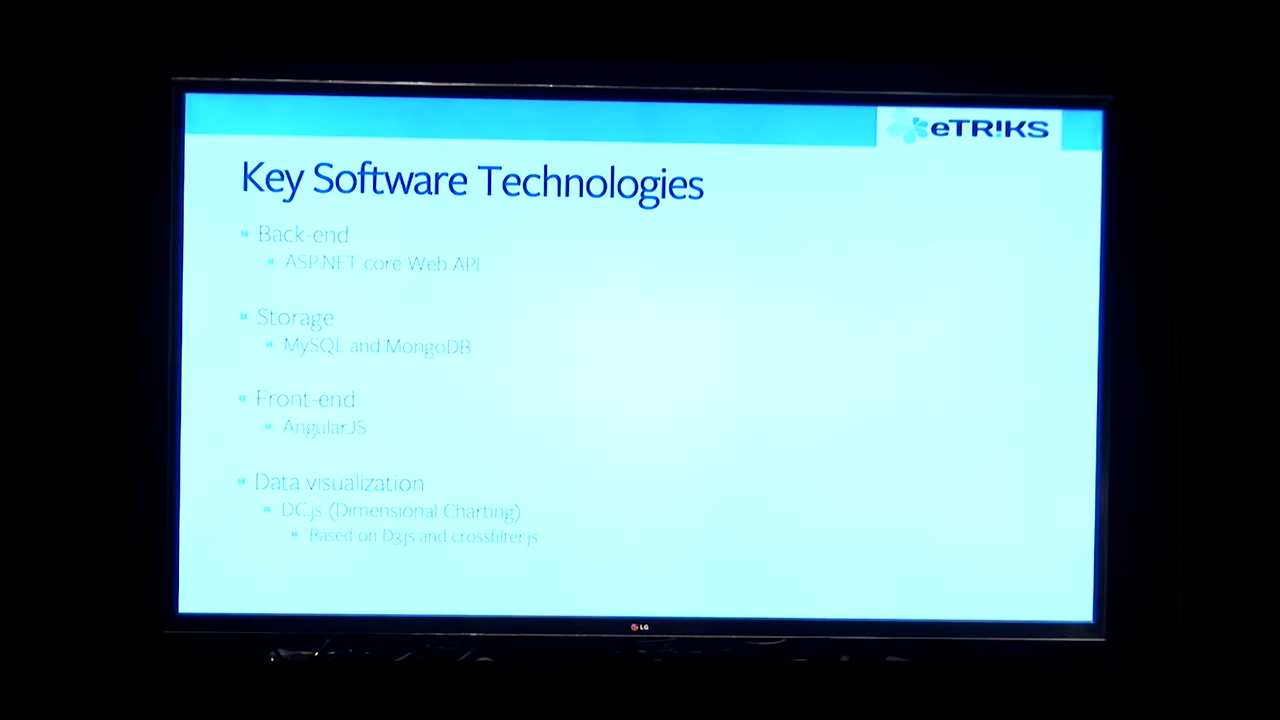 eTRIKS
Key Software Technologies
Back-end
ASP.NET core Web API
Storage
MySQL and MongoDB
Front-end
AngularJS
Data visualization
DC.js (Dimensional Charting)
Based on D3.js and crossfilter.js
LG